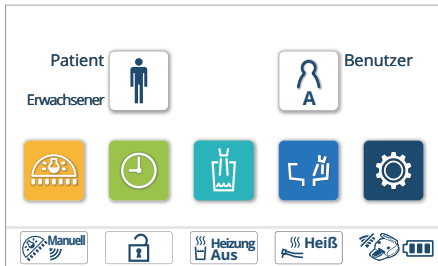 Patient
Erwachsener
Benutzer
A
Manuell
Heizung
Aus
Heiß